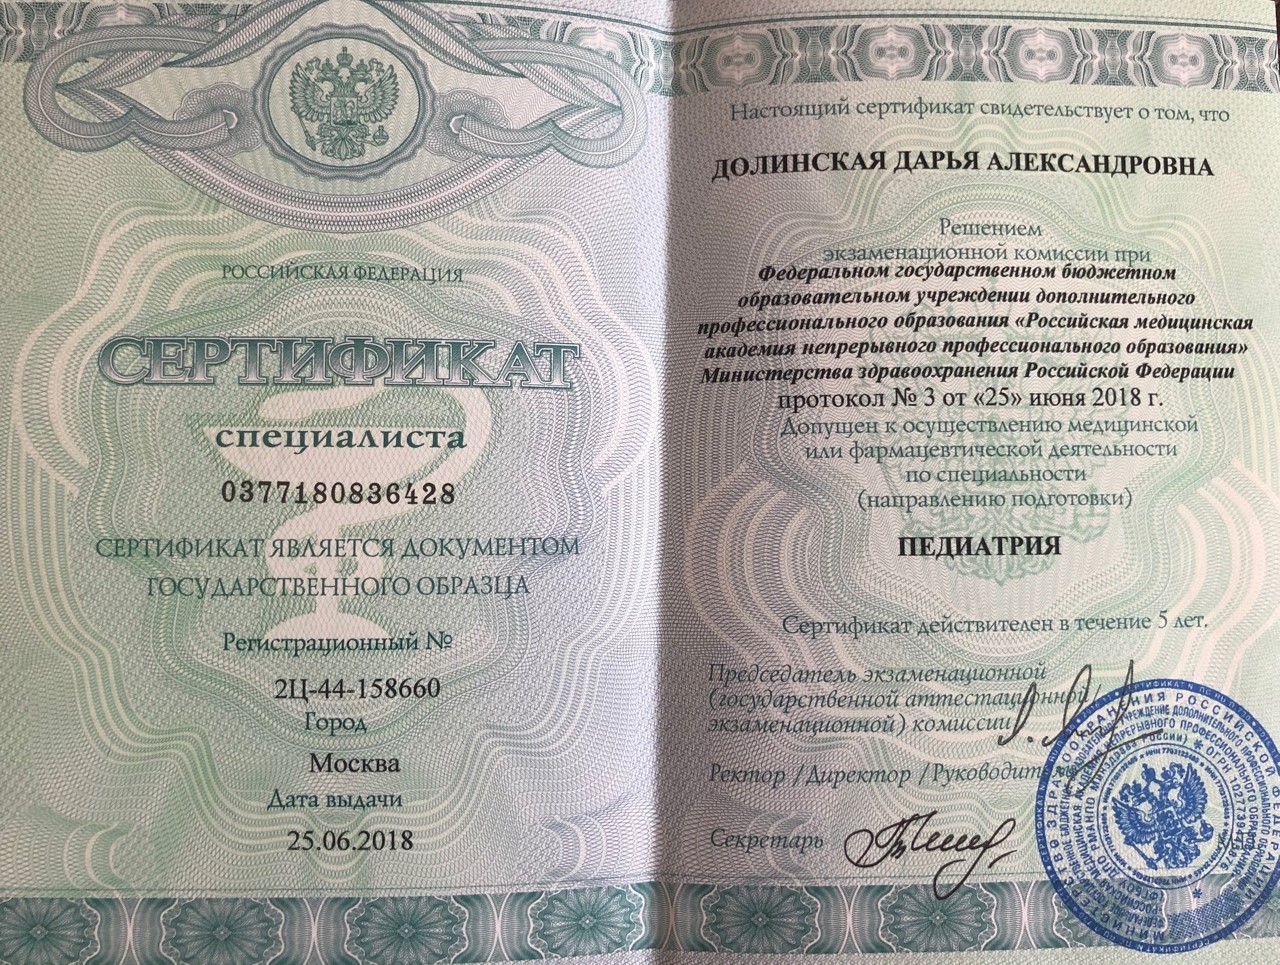 РОССИЙСКАЯ ФЕДЕРАЦИЯ
СЕРТИФИКАТ
специалиста
0377180836428
СЕРТИФИКАТ ЯВЛЯЕТСЯ ДОКУМЕНТОМ
ГОСУДАРСТВЕННОГО ОБРАЗЦА
Регистрационный №
2Ц-44-158660
Город
Москва
Дата выдачи
25.06.2018
Настоящий сертификат свидетельствует о том, что
ДОЛИНСКАЯ ДАРЬЯ АЛЕКСАНДРОВНА
Решением
экзаменационной комиссии при
Федеральном государственном бюджетном
образовательном учреждении дополнительного
профессионального образования «Российская медицинская
академия непрерывного профессионального образования»
Министерства здравоохранения Российской Федерации
протокол № 3 от «25» июня 2018 г.
Допущен к осуществлению медицинской
или фармацевтической деятельности
по специальности
(направлению подготовки)
ПЕДИАТРИЯ
Сертификат действителен в течение 5 лет.
Председатель экзаменационной
(государственной аттестационной/
экзаменационной) комиссии
Ректор /Директор /Руководитель
Секретарь